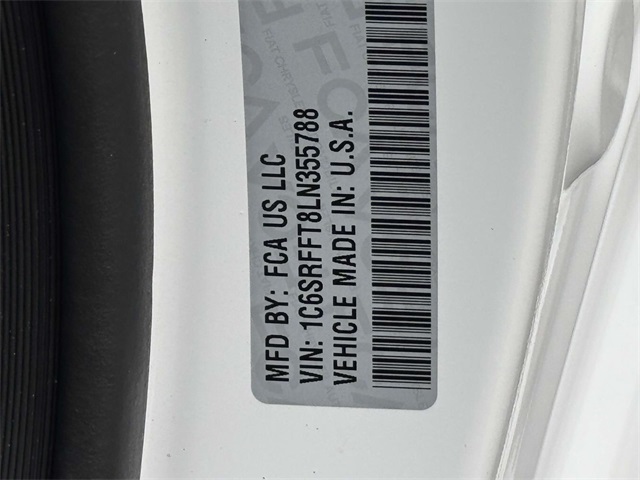 MFD BY: FCA US LLC
VIN: 1C6SRFFT8LN355788
VEHICLE MADE IN: U.S.A.